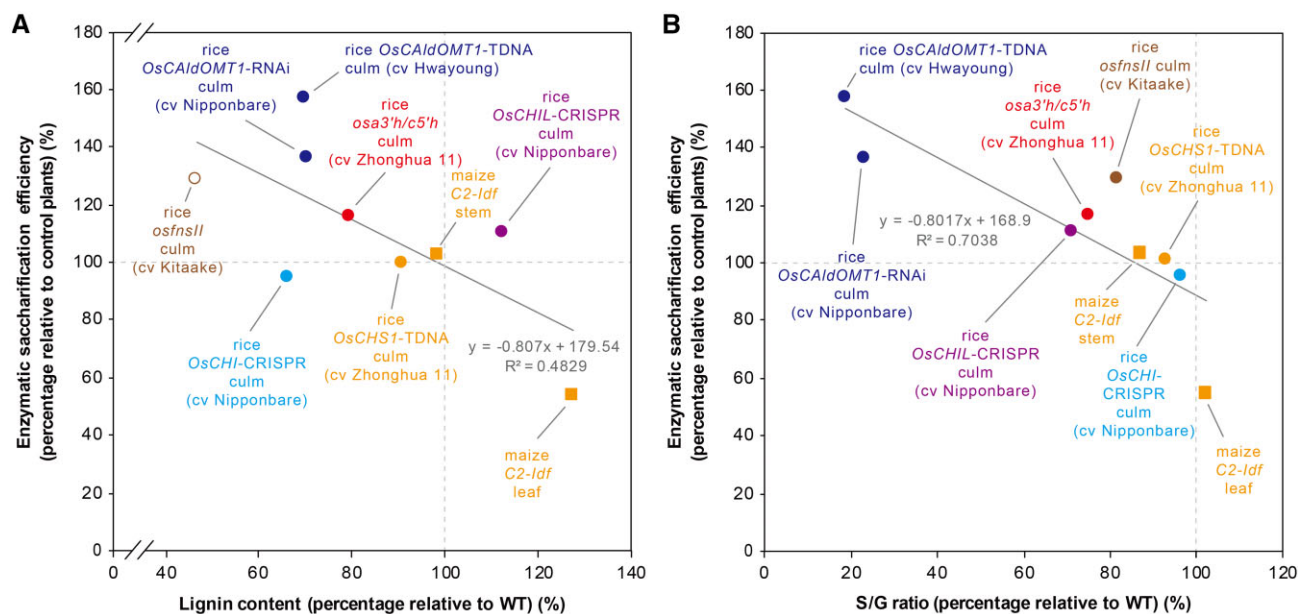 A
Enzymatic saccharification efficiency
(percentage relative to control plants) (%)
180
160
140
120
100
80
60
40
20
0
rice
OsCAldOMT1-RNAi
culm
(cv Nipponbare)
rice OsCAldOMT1-TDNA
culm (cv Hwayoung)
rice
osa3'h/c5'h
culm
(cv Zhonghua 11)
rice
OsCHIL-CRISPR
culm
(cv Nipponbare)
maize
C2-Idf
stem
rice
osfnsII
culm
(cv Kitaake)
rice
OsCHI-CRISPR
culm
(cv Nipponbare)
rice
OsCHS1-TDNA
culm
(cv Zhonghua 11)
y = -0.807x + 179.54
R² = 0.4829
maize
C2-Idf
leaf
0 40 60 80 100 120 140
Lignin content (percentage relative to WT) (%)
B
Enzymatic saccharification efficiency
(percentage relative to control plants) (%)
180
160
140
120
100
80
60
40
20
0
rice OsCAldOMT1-TDNA
culm (cv Hwayoung)
rice
osfnsII culm
(cv Kitaake)
rice
osa3'h/c5'h
culm
(cv Zhonghua 11)
rice
OsCHS1-TDNA
culm
(cv Zhonghua 11)
y = -0.8017x + 168.9
R² = 0.7038
rice
OsCAldOMT1-RNAi
culm
(cv Nipponbare)
rice
OsCHIL-CRISPR
culm
(cv Nipponbare)
maize
C2-Idf
stem
rice
OsCHI-
CRISPR
culm
(cv Nipponbare)
maize
C2-Idf
leaf
0 20 40 60 80 100 120
S/G ratio (percentage relative to WT) (%)